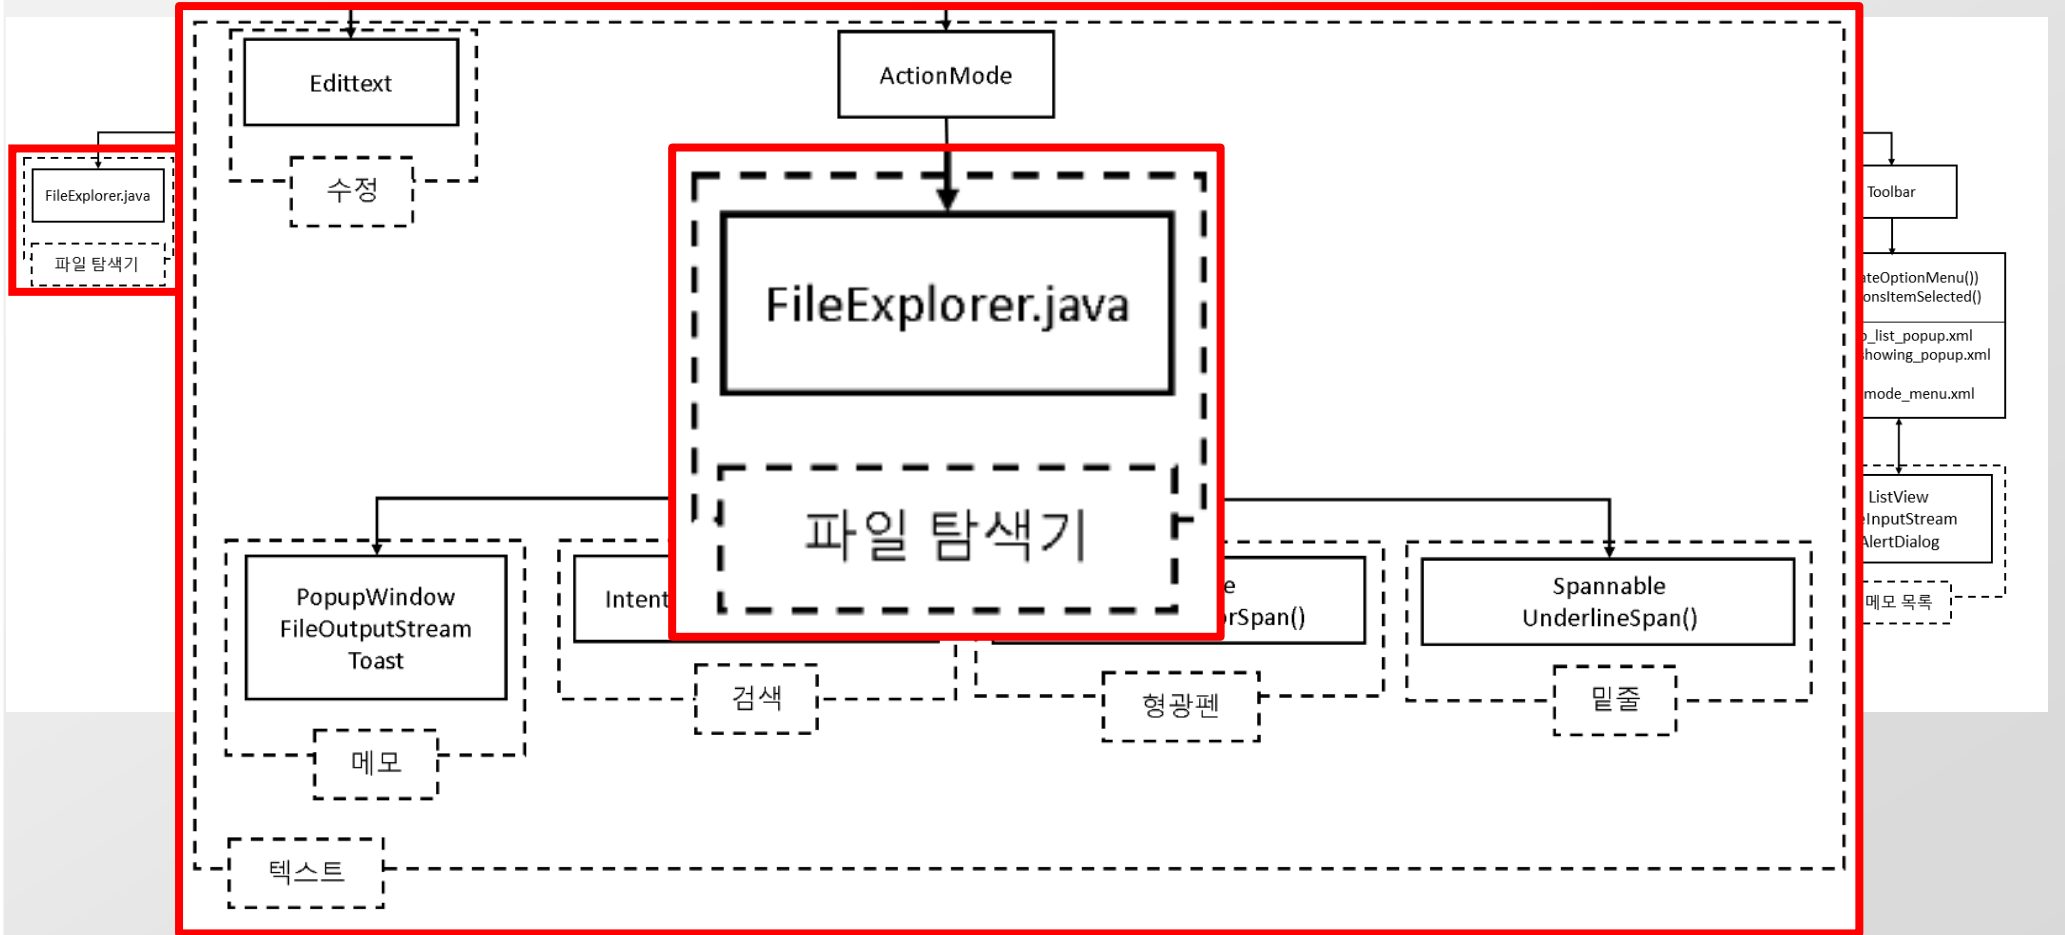 Edittext
수정
ActionMode
FileExplorer.java
파일 탐색기
FileExplorer.java
파일 탐색기
PopupWindow
FileOutputStream
Toast
메모
Intent
검색
rSpan()
형광펜
Spannable
UnderlineSpan()
밑줄
텍스트
Toolbar
ateOptionMenu())
onsItemSelected()
_list_popup.xml
howing_popup.xml
mode_menu.xml
ListView
InputStream
AlertDialog
메모 목록